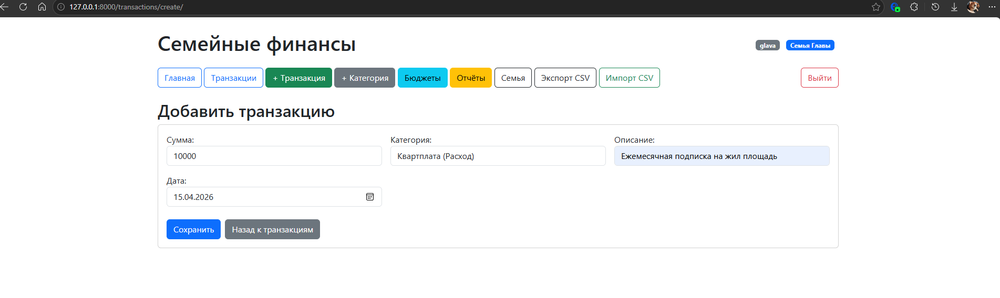 127.0.0.1:8000/transactions/create/
Семейные финансы
glava Семья Главы
Главная Транзакции + Транзакция + Категория Бюджеты Отчёты Семья Экспорт CSV Импорт CSV Выйти
Добавить транзакцию
Сумма: Категория: Описание:
10000 Квартплата (Расход) Ежемесячная подписка на жил площадь
Дата:
15.04.2026
Сохранить Назад к транзакциям